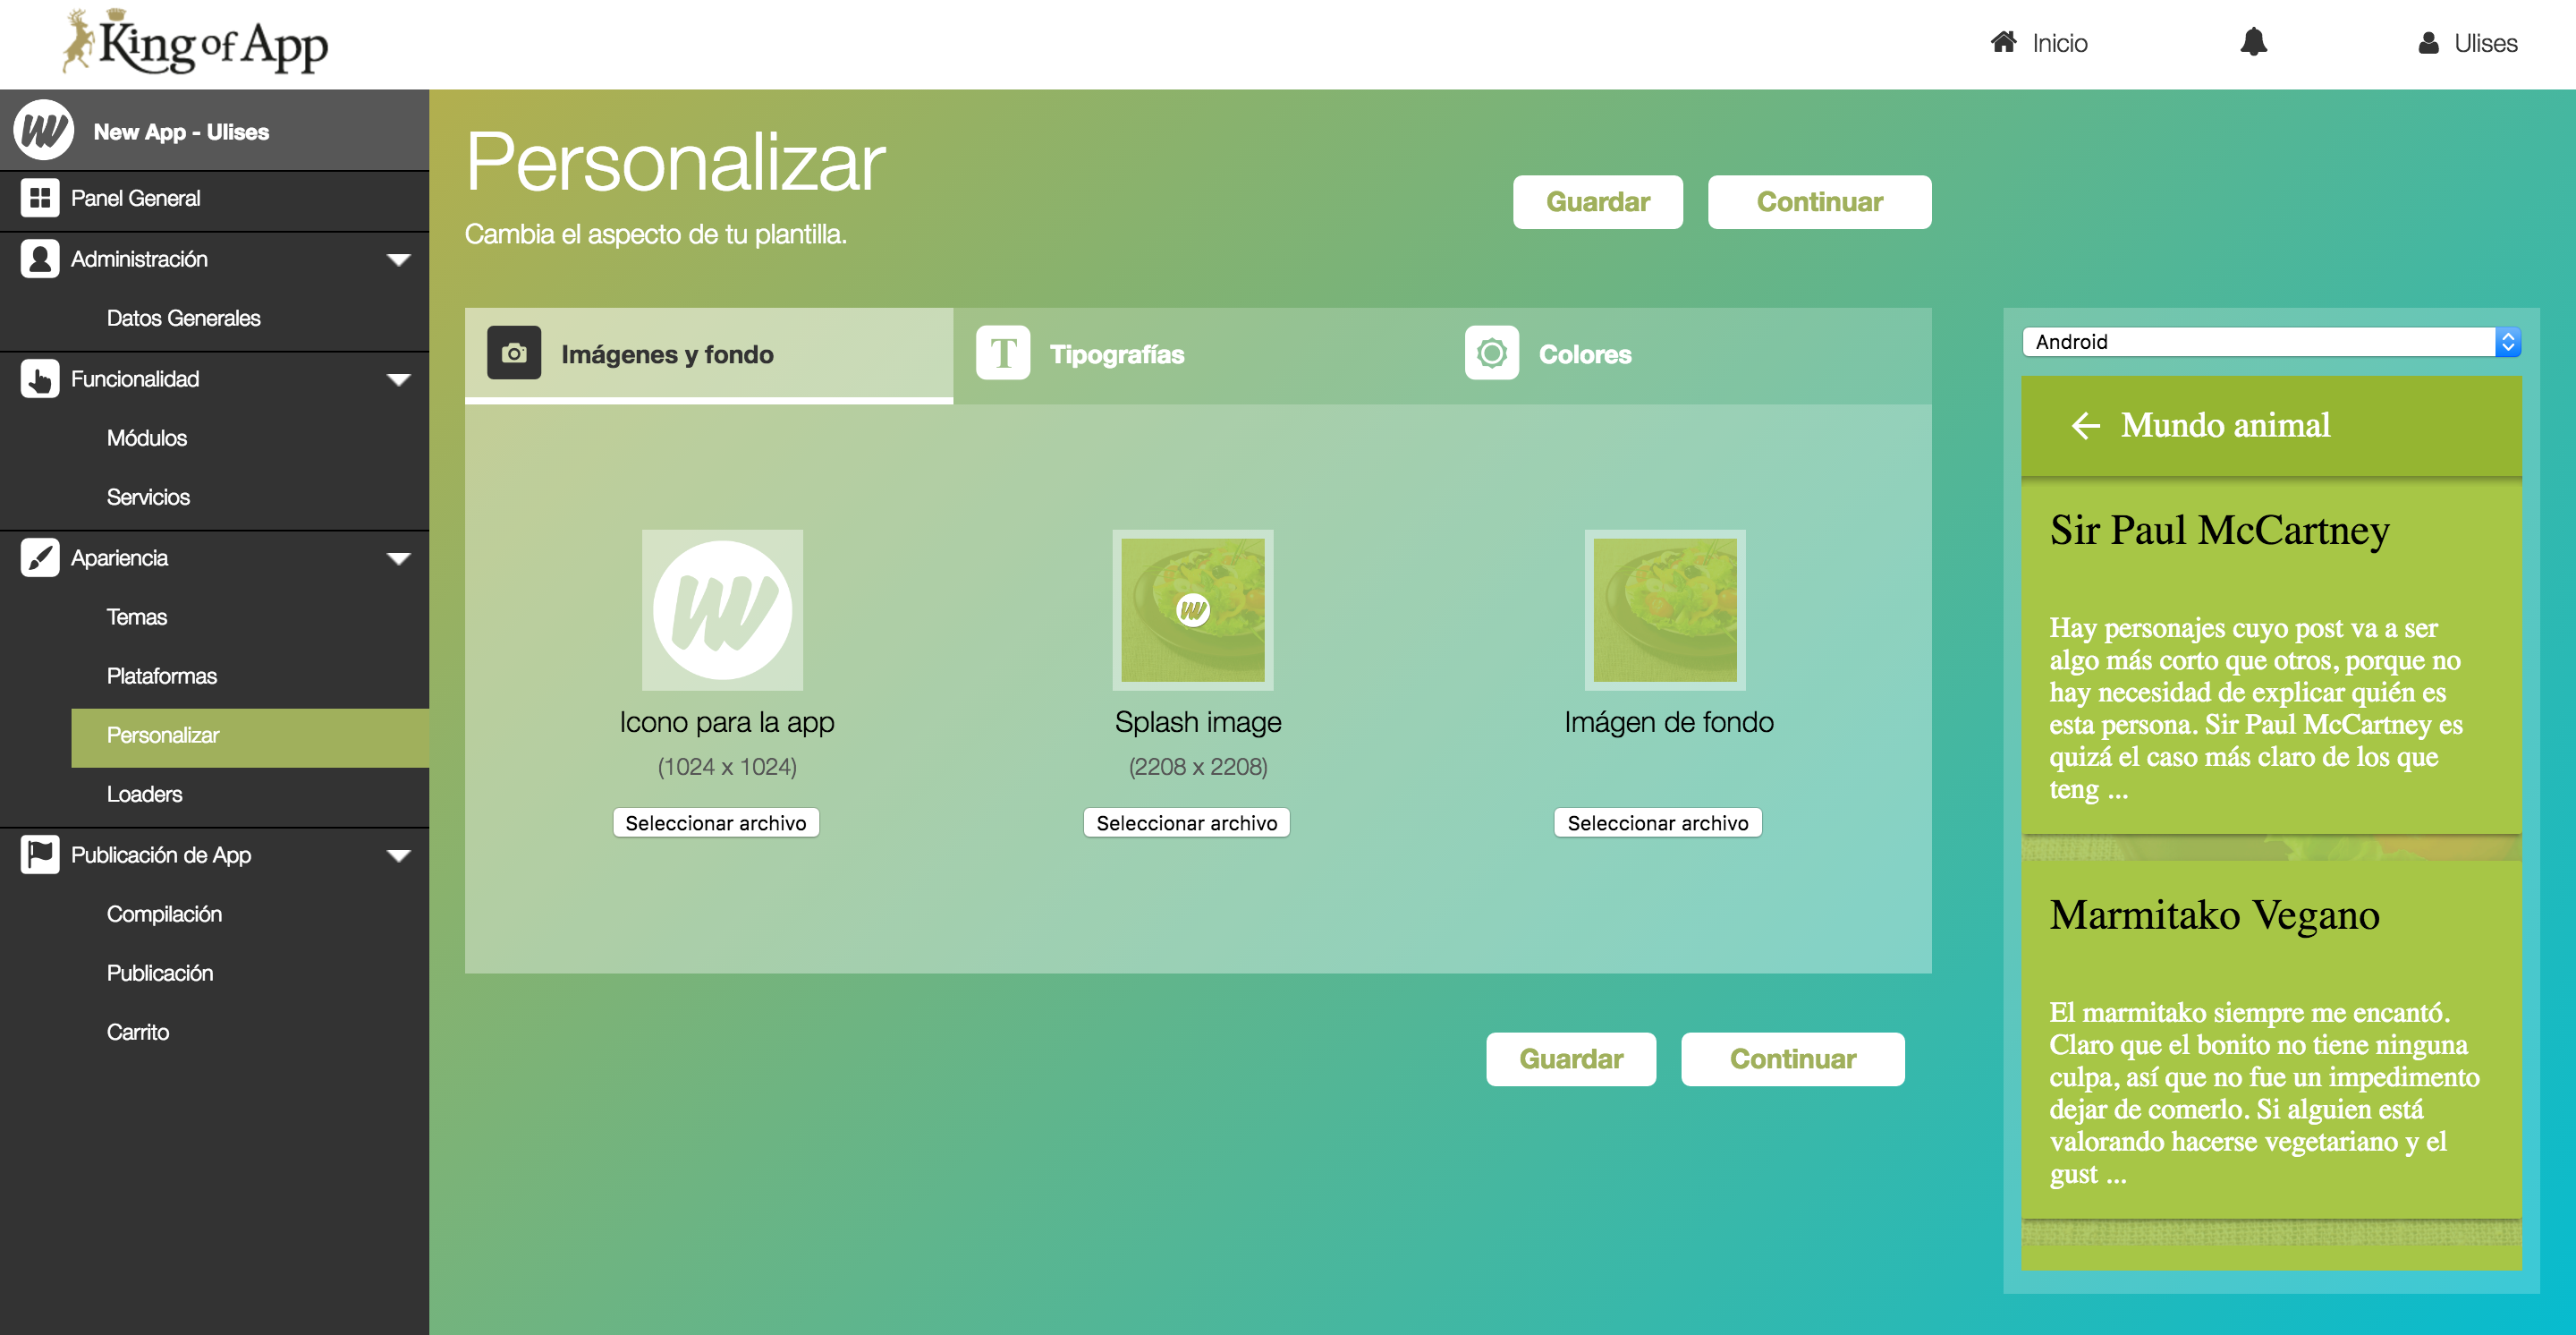 King of App
Inicio
Ulises
New App - Ulises
Panel General
Administración
Datos Generales
Funcionalidad
Módulos
Servicios
Apariencia
Temas
Plataformas
Personalizar
Loaders
Publicación de App
Compilación
Publicación
Carrito
Personalizar
Cambia el aspecto de tu plantilla.
Guardar
Continuar
Imágenes y fondo
T Tipografías
Colores
Icono para la app
(1024 x 1024)
Seleccionar archivo
Splash image
(2208 x 2208)
Seleccionar archivo
Imágen de fondo
Seleccionar archivo
Guardar
Continuar
Android
Mundo animal
Sir Paul McCartney
Hay personajes cuyo post va a ser
algo más corto que otros, porque no
hay necesidad de explicar quién es
esta persona. Sir Paul McCartney es
quizá el caso más claro de los que
teng ...
Marmitako Vegano
El marmitako siempre me encantó.
Claro que el bonito no tiene ninguna
culpa, así que no fue un impedimento
dejar de comerlo. Si alguien está
valorando hacerse vegetariano y el
gust ...